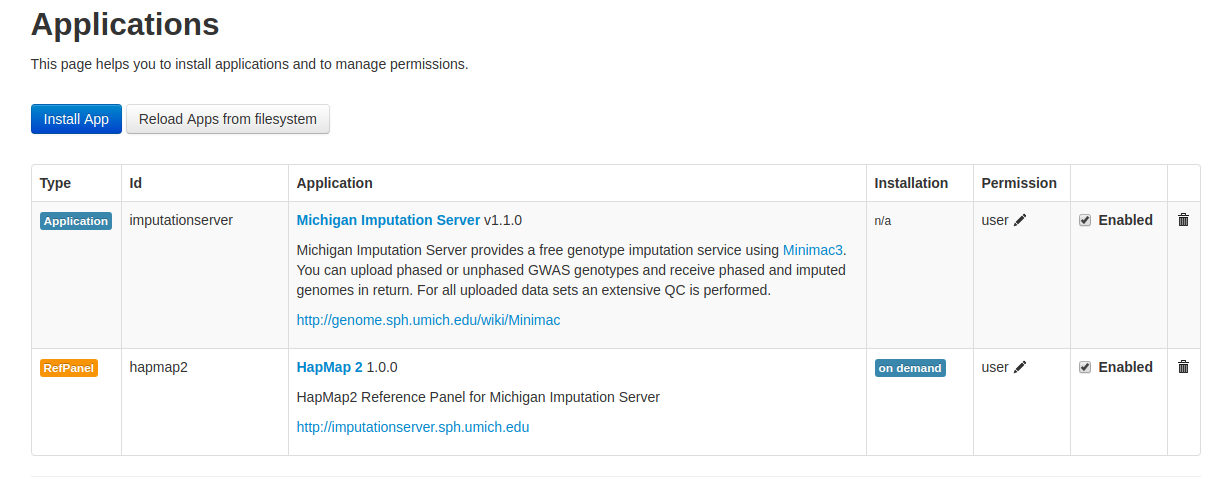 Applications
This page helps you to install applications and to manage permissions.
Install App Reload Apps from filesystem
Type Id Application Installation Permission
Application imputationserver Michigan Imputation Server v1.1.0 n/a user Enabled
Michigan Imputation Server provides a free genotype imputation service using Minimac3.
You can upload phased or unphased GWAS genotypes and receive phased and imputed
genomes in return. For all uploaded data sets an extensive QC is performed.
http://genome.sph.umich.edu/wiki/Minimac
RefPanel hapmap2 HapMap 2 1.0.0 on demand user Enabled
HapMap2 Reference Panel for Michigan Imputation Server
http://imputationserver.sph.umich.edu